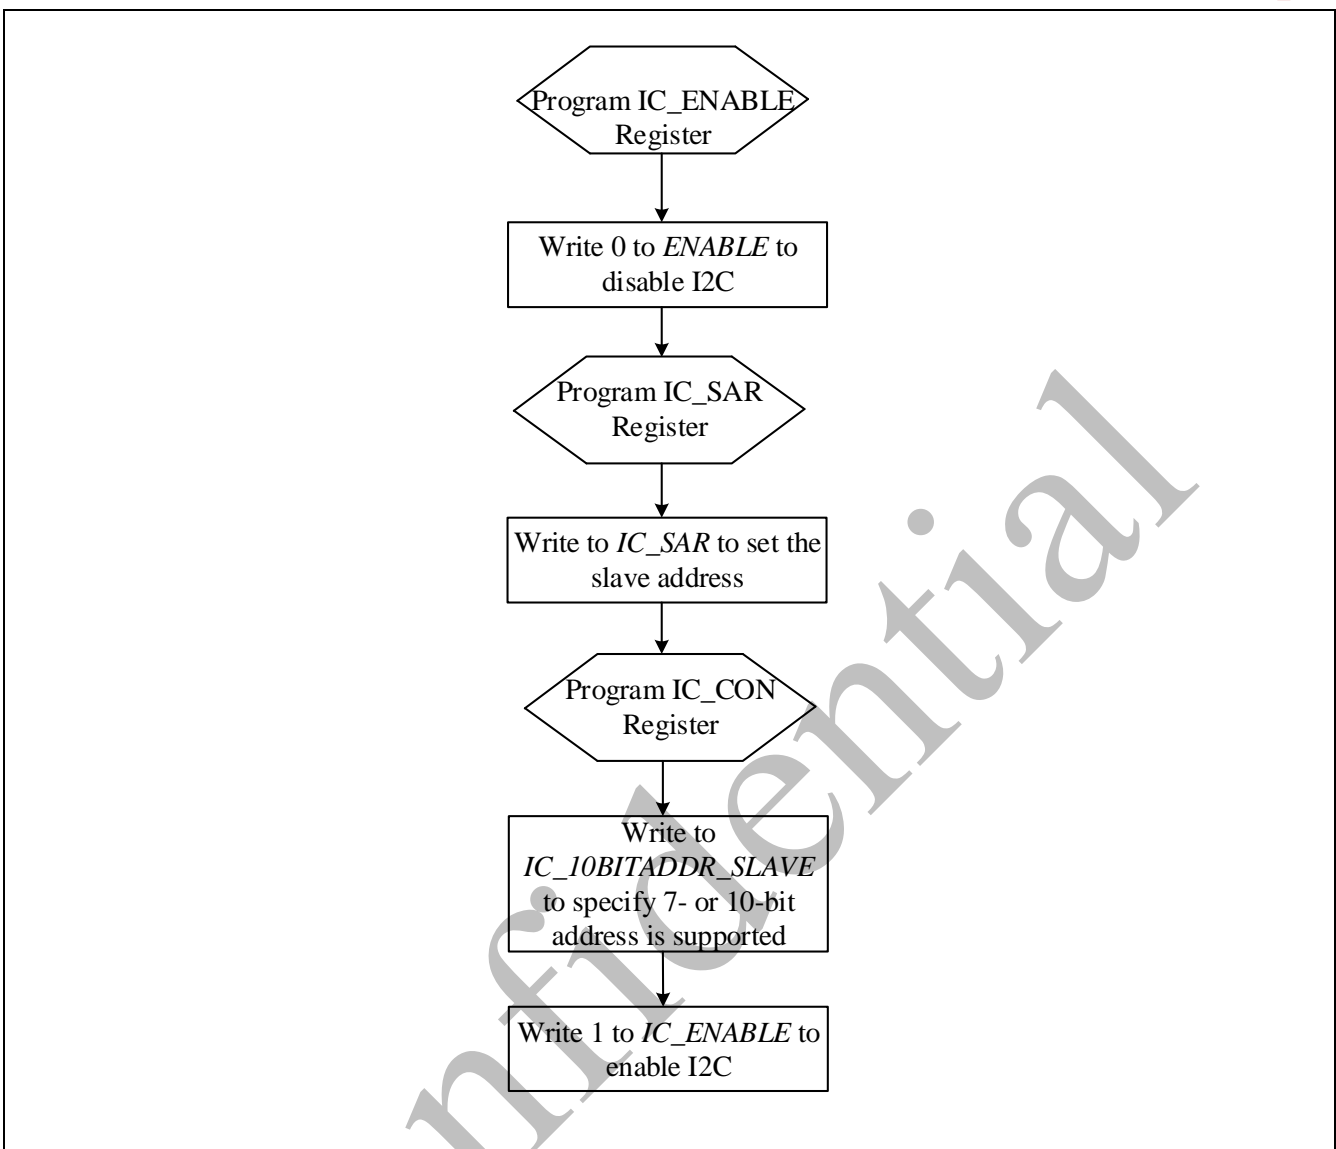 Program IC_ENABLE
Register
Write 0 to ENABLE to
disable I2C
Program IC_SAR
Register
Write to IC_SAR to set the
slave address
Program IC_CON
Register
Write to
IC_10BITADDR_SLAVE
to specify 7- or 10-bit
address is supported
Write 1 to IC_ENABLE to
enable I2C
nfidential